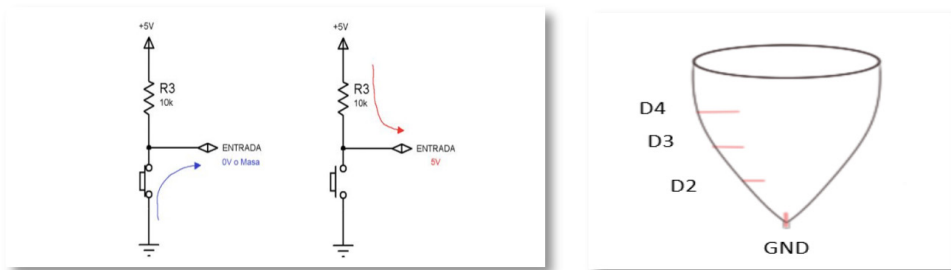 +5V
R3
10k
ENTRADA
0V o Masa
+5V
R3
10k
ENTRADA
5V
D4
D3
D2
GND